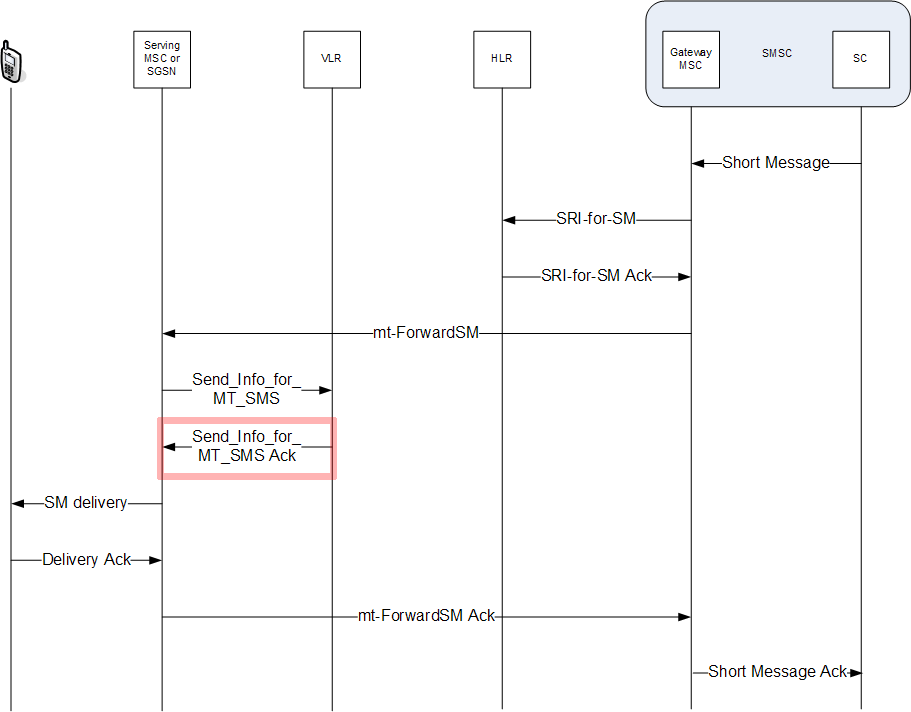 Serving
MSC or
SGSN
VLR
HLR
Gateway
MSC
SMSC
SC
Short Message
SRI-for-SM
SRI-for-SM Ack
mt-ForwardSM
Send_Info_for_
MT_SMS
Send_Info_for_
MT_SMS Ack
SM delivery
Delivery Ack
mt-ForwardSM Ack
Short Message Ack